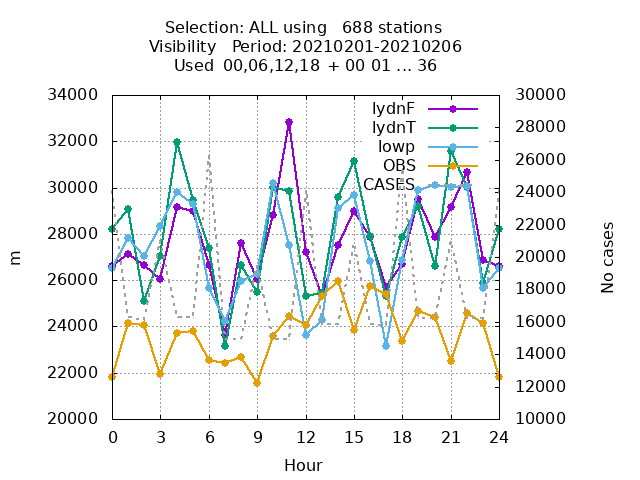 Selection: ALL using   688 stations
Visibility   Period: 20210201-20210206
Used 00,06,12,18 + 00 01 ... 36
34000
32000
30000
28000
26000
24000
22000
20000
m
lydnF
lydnT
lowp
OBS
CASES
30000
28000
26000
24000
22000
20000
18000
16000
14000
12000
10000
No cases
0 3 6 9 12 15 18 21 24
Hour